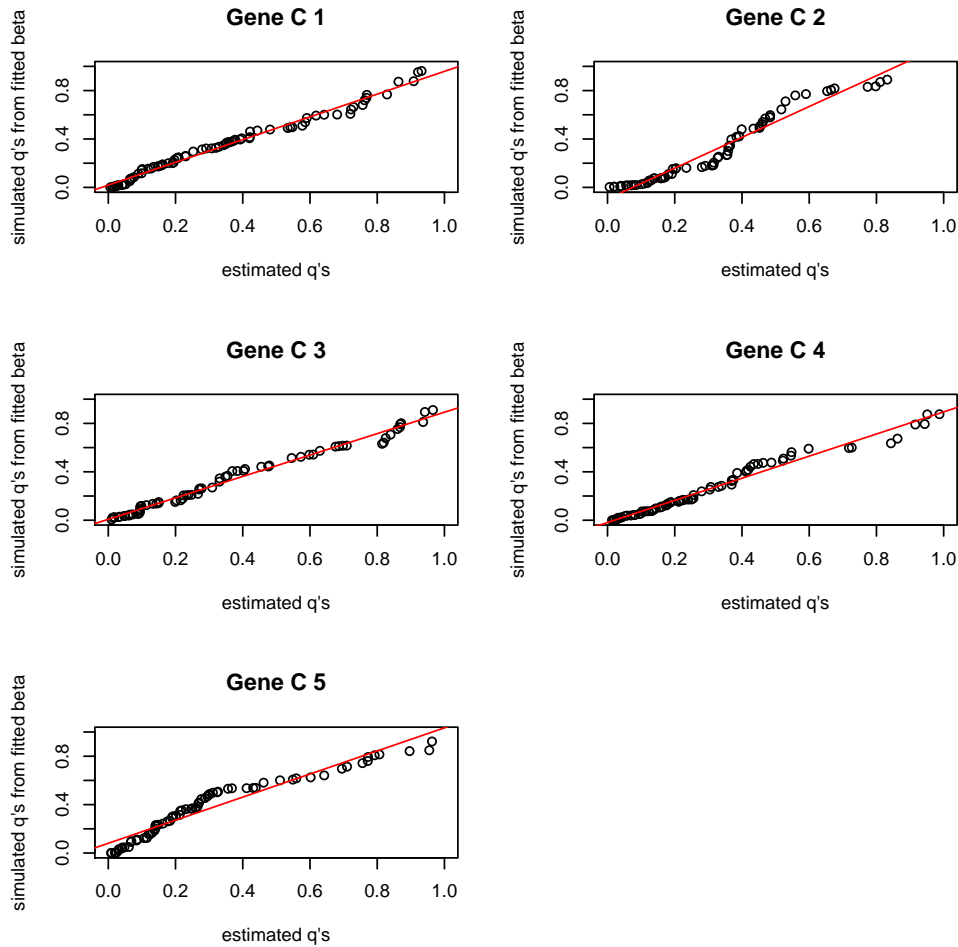 Gene C 1
simulated q's from fitted beta
0.0 0.4 0.8
0.0 0.2 0.4 0.6 0.8 1.0
estimated q's
Gene C 2
simulated q's from fitted beta
0.0 0.4 0.8
0.0 0.2 0.4 0.6 0.8 1.0
estimated q's
Gene C 3
simulated q's from fitted beta
0.0 0.4 0.8
0.0 0.2 0.4 0.6 0.8 1.0
estimated q's
Gene C 4
simulated q's from fitted beta
0.0 0.4 0.8
0.0 0.2 0.4 0.6 0.8 1.0
estimated q's
Gene C 5
simulated q's from fitted beta
0.0 0.4 0.8
0.0 0.2 0.4 0.6 0.8 1.0
estimated q's